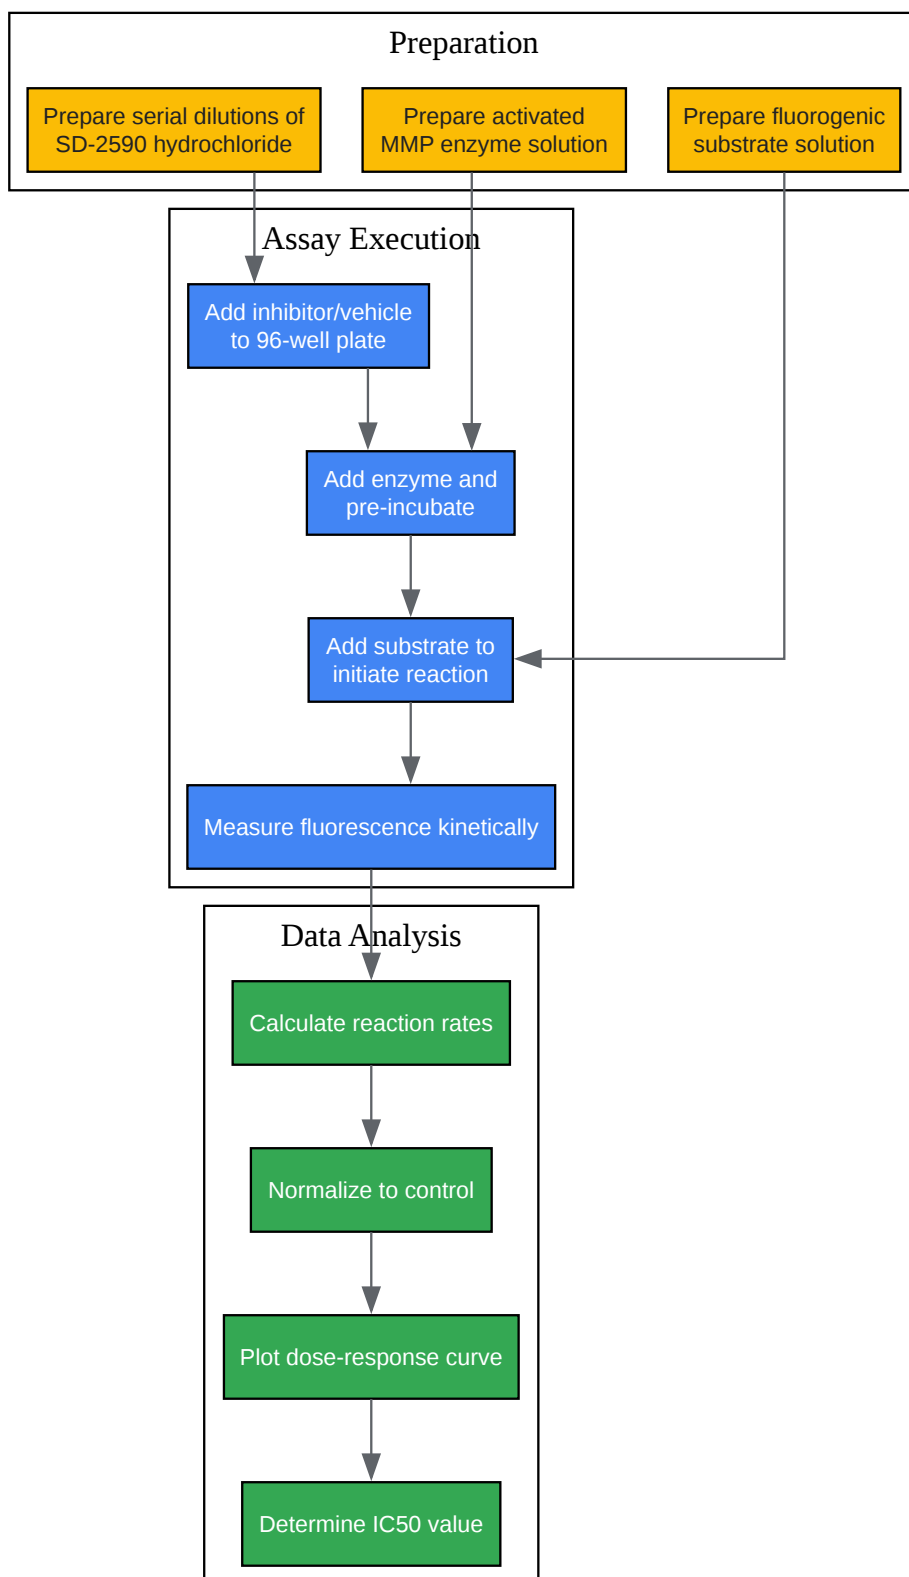 Preparation
Prepare serial dilutions of
SD-2590 hydrochloride
Prepare activated
MMP enzyme solution
Prepare fluorogenic
substrate solution
Assay Execution
Add inhibitor/vehicle
to 96-well plate
Add enzyme and
pre-incubate
Add substrate to
initiate reaction
Measure fluorescence kinetically
Data Analysis
Calculate reaction rates
Normalize to control
Plot dose-response curve
Determine IC50 value